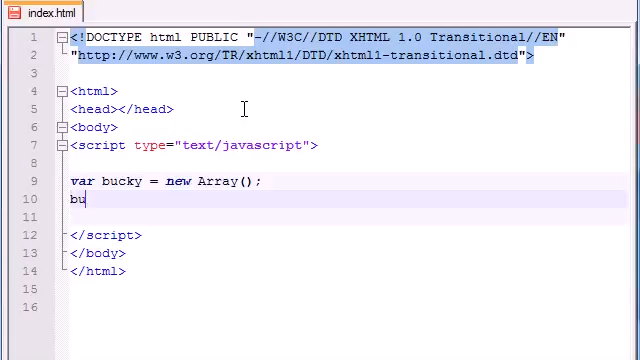 index.html
1 <!DOCTYPE html PUBLIC "-//W3C//DTD XHTML 1.0 Transitional//EN"
2 "http://www.w3.org/TR/xhtml1/DTD/xhtml1-transitional.dtd">
3
4 <html>
5 <head></head>
6 <body>
7 <script type="text/javascript">
8
9 var bucky = new Array();
10 bu
11
12 </script>
13 </body>
14 </html>
15
16